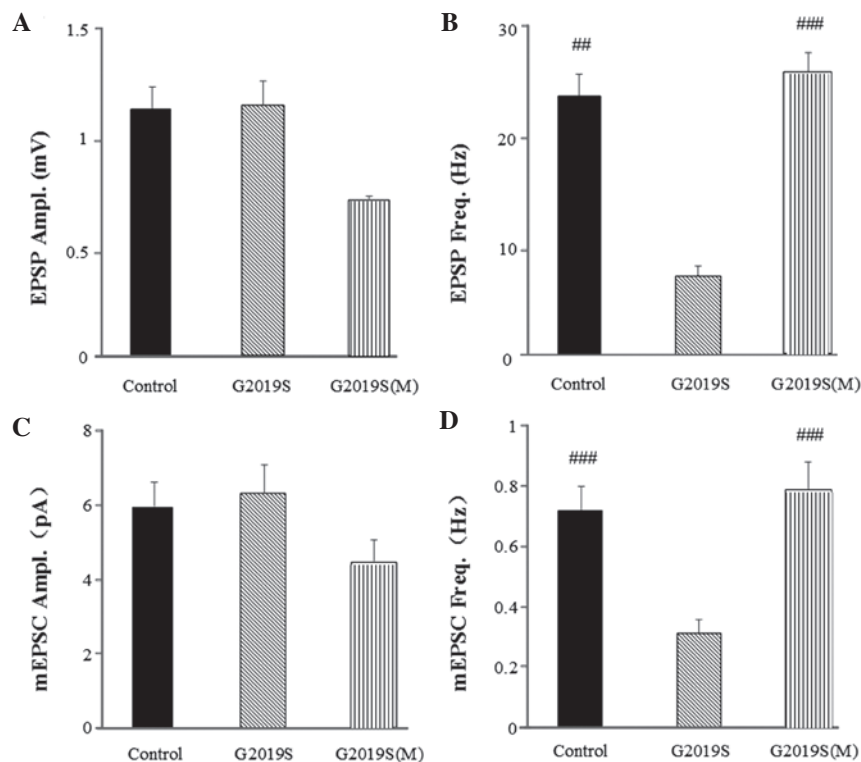 A
EPSP Ampl. (mV)
1.5
1
0.5
0
Control G2019S G2019S(M)
B
EPSP Freq. (Hz)
30
20
10
0
##
###
Control G2019S G2019S(M)
C
mEPSC Ampl. (pA)
8
6
4
2
0
Control G2019S G2019S(M)
D
mEPSC Freq. (Hz)
1
0.8
0.6
0.4
0.2
0
###
###
Control G2019S G2019S(M)